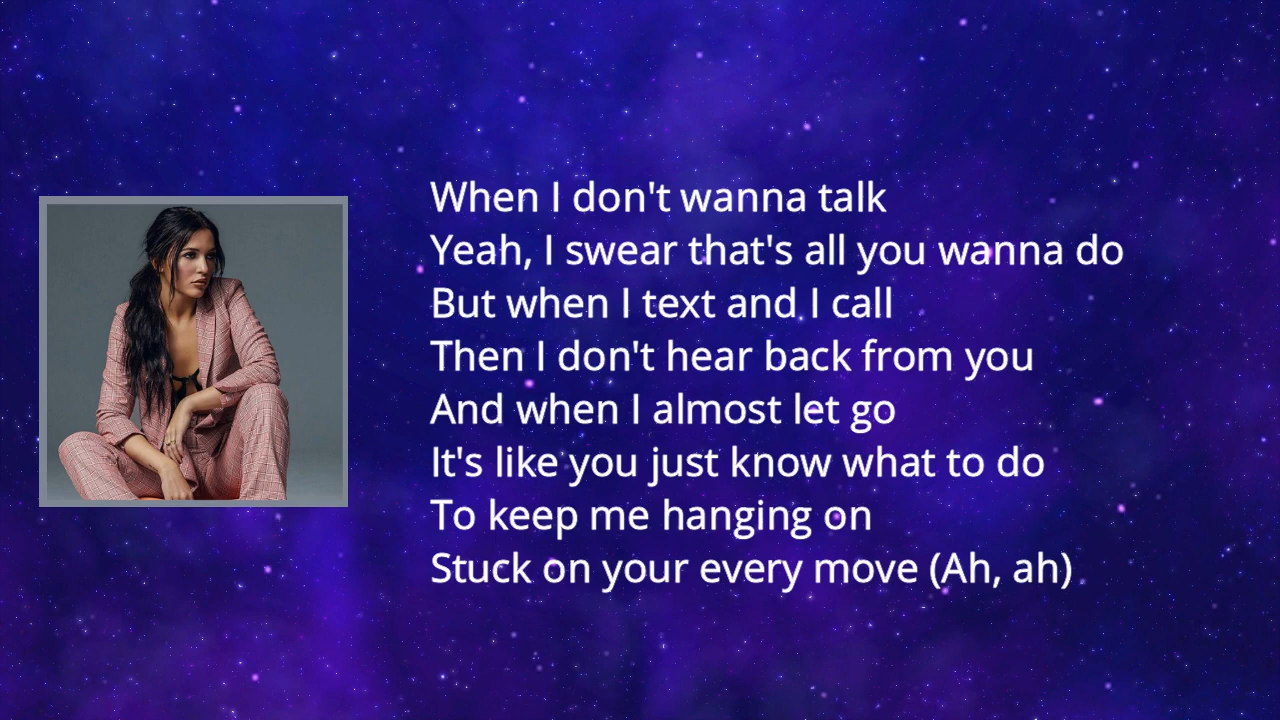 When I don't wanna talk
Yeah, I swear that's all you wanna do
But when I text and I call
Then I don't hear back from you
And when I almost let go
It's like you just know what to do
To keep me hanging on
Stuck on your every move (Ah, ah)